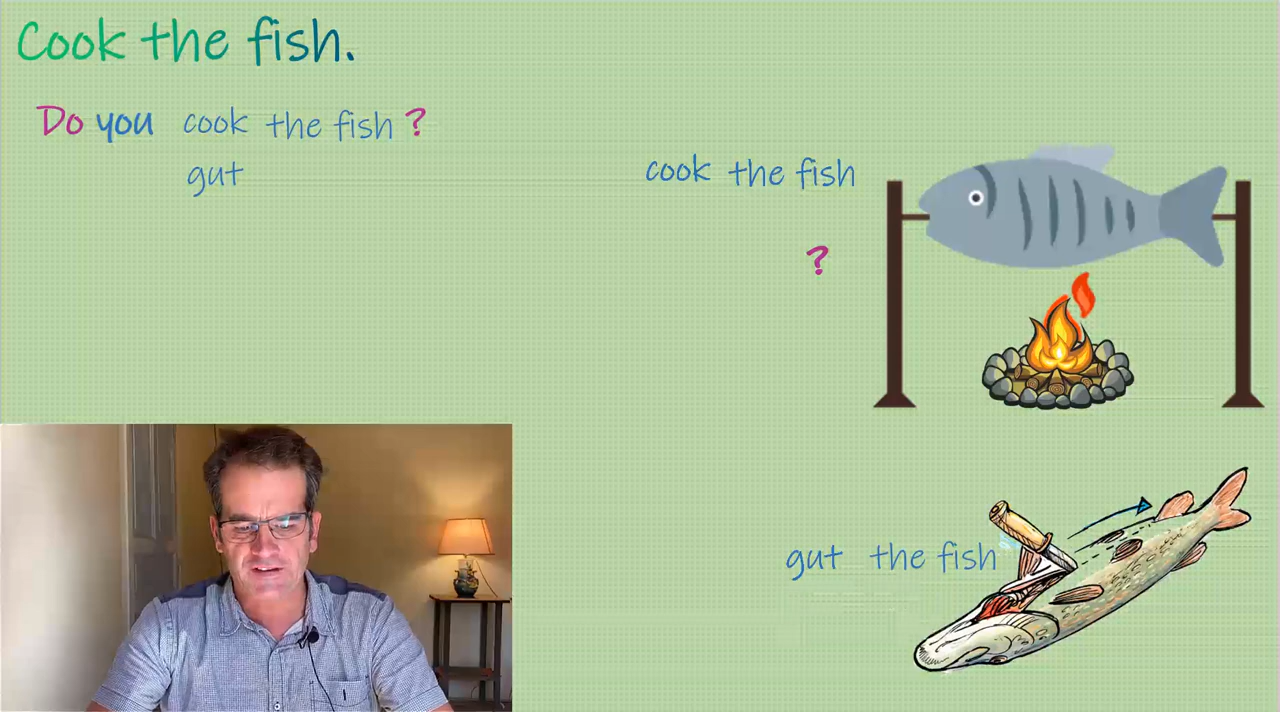 Cook the fish.
Do you cook the fish ?
gut
cook the fish
?
gut the fish